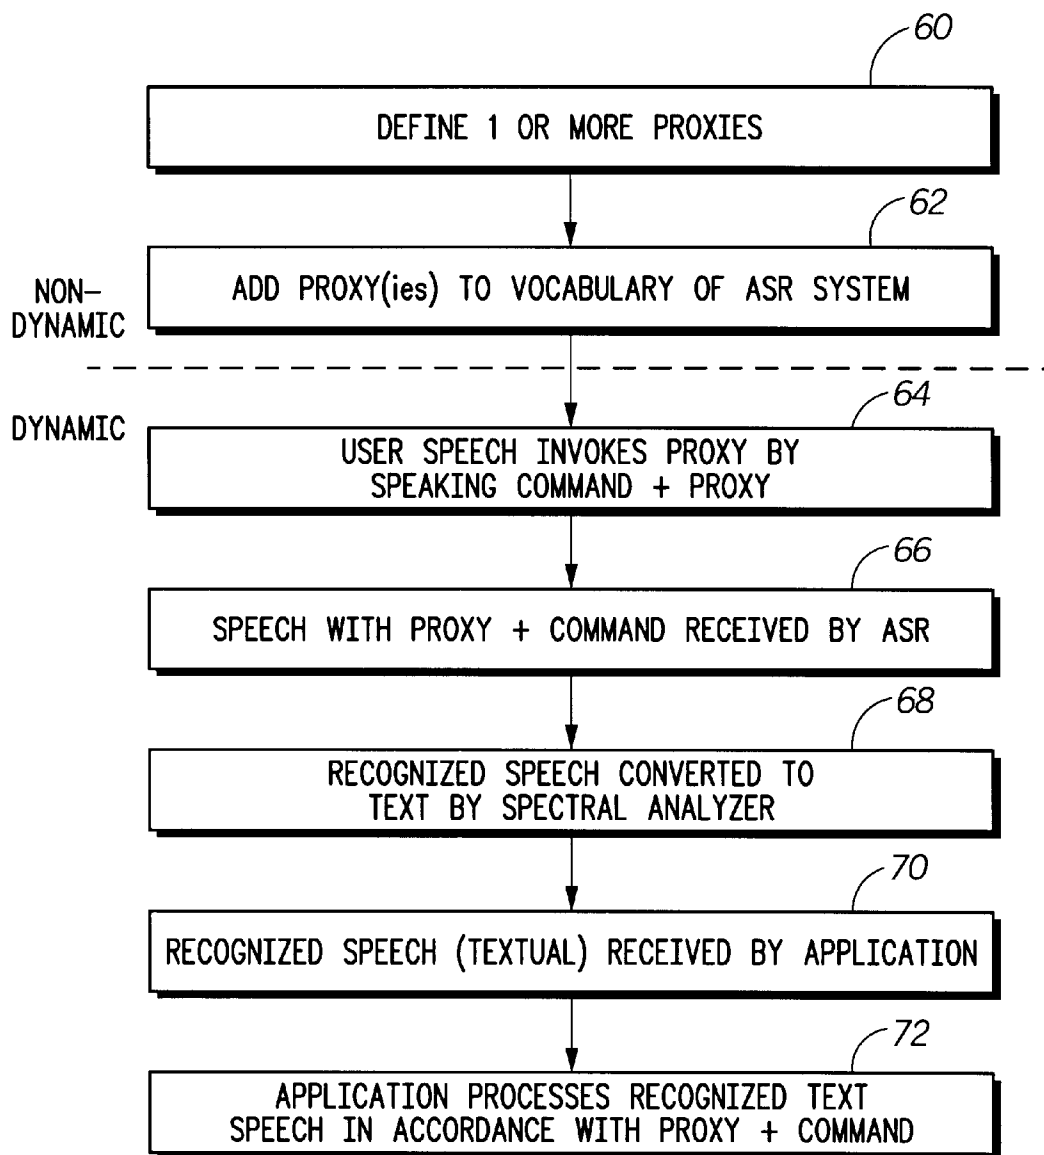 60
DEFINE 1 OR MORE PROXIES
62
ADD PROXY(ies) TO VOCABULARY OF ASR SYSTEM
NON-
DYNAMIC
DYNAMIC
64
USER SPEECH INVOKES PROXY BY
SPEAKING COMMAND + PROXY
66
SPEECH WITH PROXY + COMMAND RECEIVED BY ASR
68
RECOGNIZED SPEECH CONVERTED TO
TEXT BY SPECTRAL ANALYZER
70
RECOGNIZED SPEECH (TEXTUAL) RECEIVED BY APPLICATION
72
APPLICATION PROCESSES RECOGNIZED TEXT
SPEECH IN ACCORDANCE WITH PROXY + COMMAND